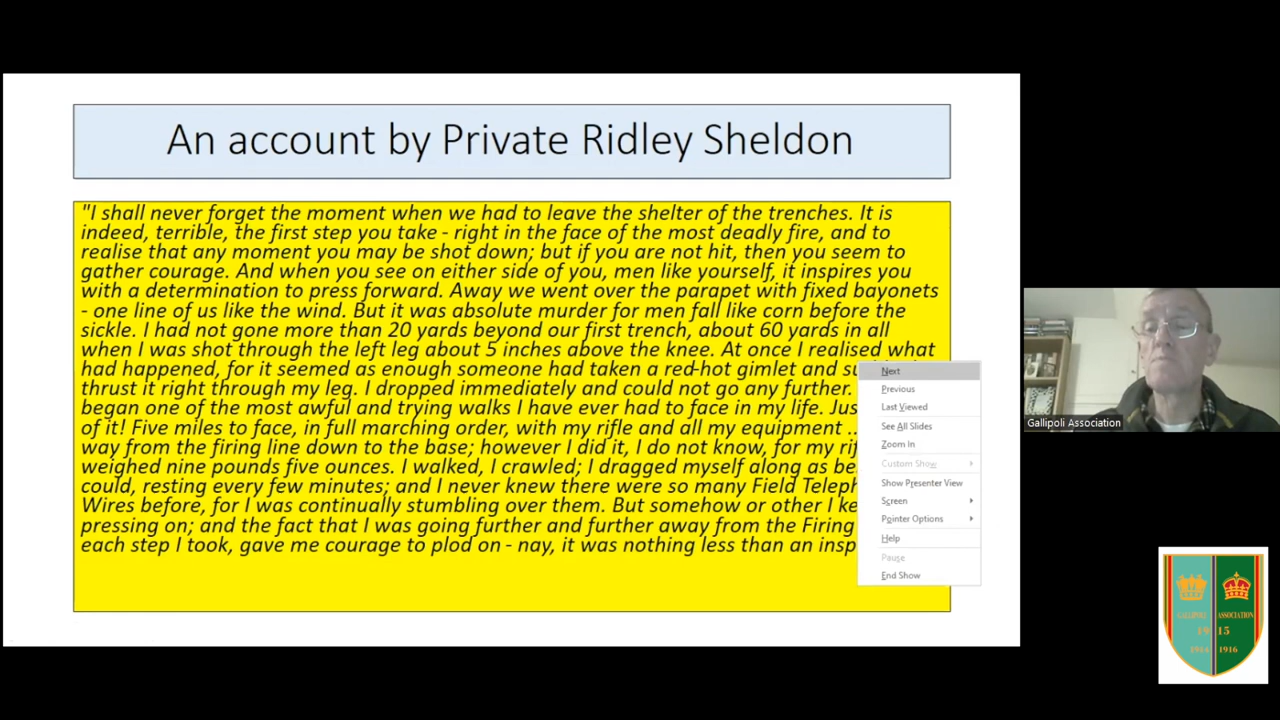 An account by Private Ridley Sheldon
"I shall never forget the moment when we had to leave the shelter of the trenches. It is
indeed, terrible, the first step you take - right in the face of the most deadly fire, and to
realise that any moment you may be shot down; but if you are not hit, then you seem to
gather courage. And when you see on either side of you, men like yourself, it inspires you
with a determination to press forward. Away we went over the parapet with fixed bayonets
- one line of us like the wind. But it was absolute murder for men fall like corn before the
sickle. I had not gone more than 20 yards beyond our first trench, about 60 yards in all
when I was shot through the left leg about 5 inches above the knee. At once I realised what
had happened, for it seemed as enough someone had taken a red-hot gimlet and
thrust it right through my leg. I dropped immediately and could not go any further.
began one of the most awful and trying walks I have ever had to face in my life.
of it! Five miles to face, in full marching order, with my rifle and all my equipment ..
way from the firing line down to the base; however I did it, I do not know, for my
weighed nine pounds five ounces. I walked, I crawled; I dragged myself along as
could, resting every few minutes; and I never knew there were so many Field
Wires before, for I was continually stumbling over them. But somehow or other I
pressing on; and the fact that I was going further and further away from the Firing
each step I took, gave me courage to plod on - nay, it was nothing less than an
Next
Previous
Last Viewed
See All Slides
Zoom In
Custom Show
Show Presenter View
Screen
Pointer Options
Help
Pause
End Show
Gallipoli Association
GALLIPOLI ASSOCIATION
19 15
1914 1916